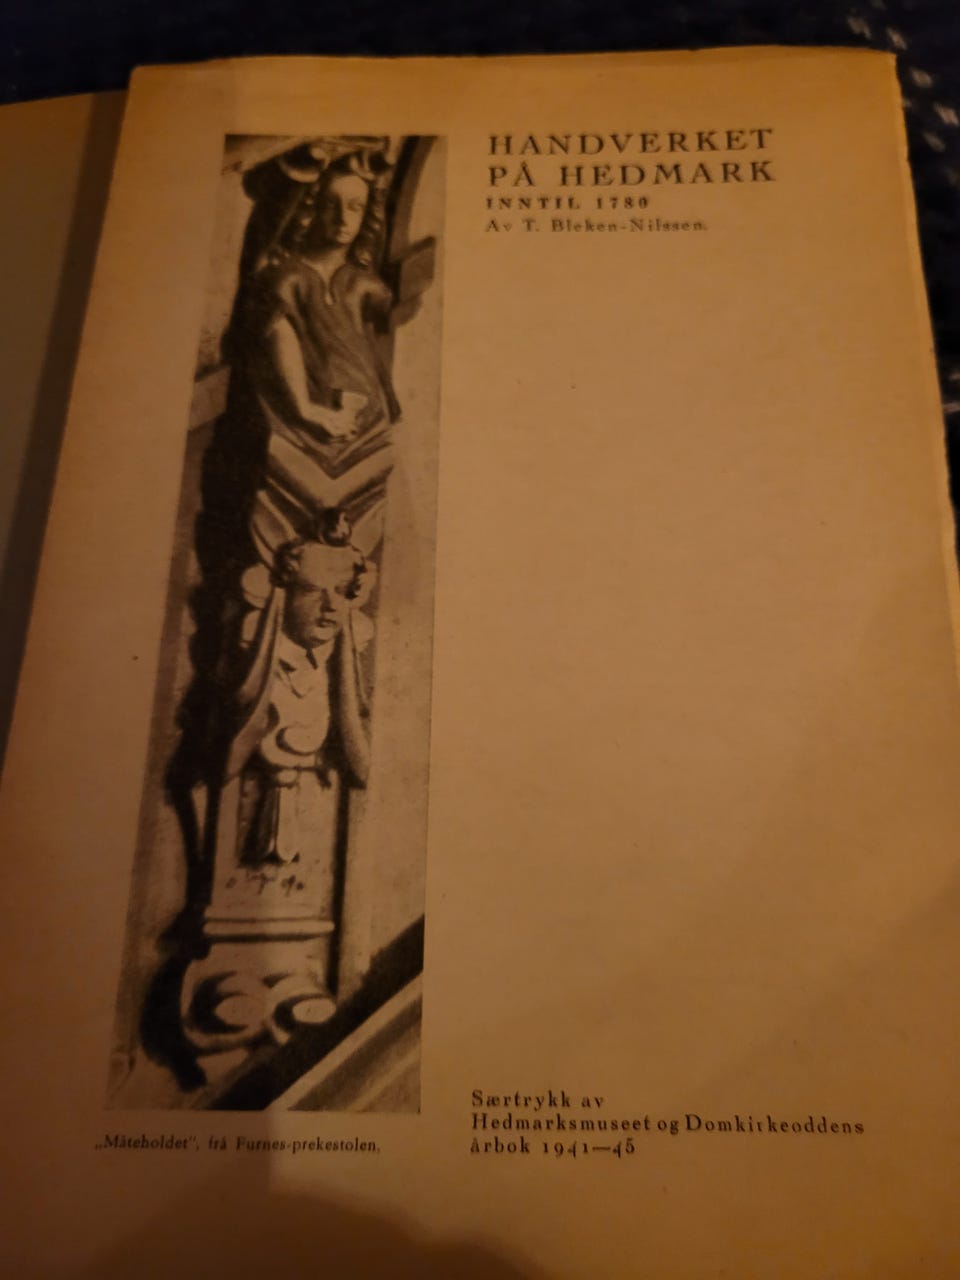 HANDVERKET
PÅ HEDMARK
INNTIL 1780
Av T. Bleken-Nilssen.
Særtrykk av
Hedmarksmuseet og Domkirkeoddens
årbok 1941—45
„Måteholdet“, frå Furnes-prekestolen.